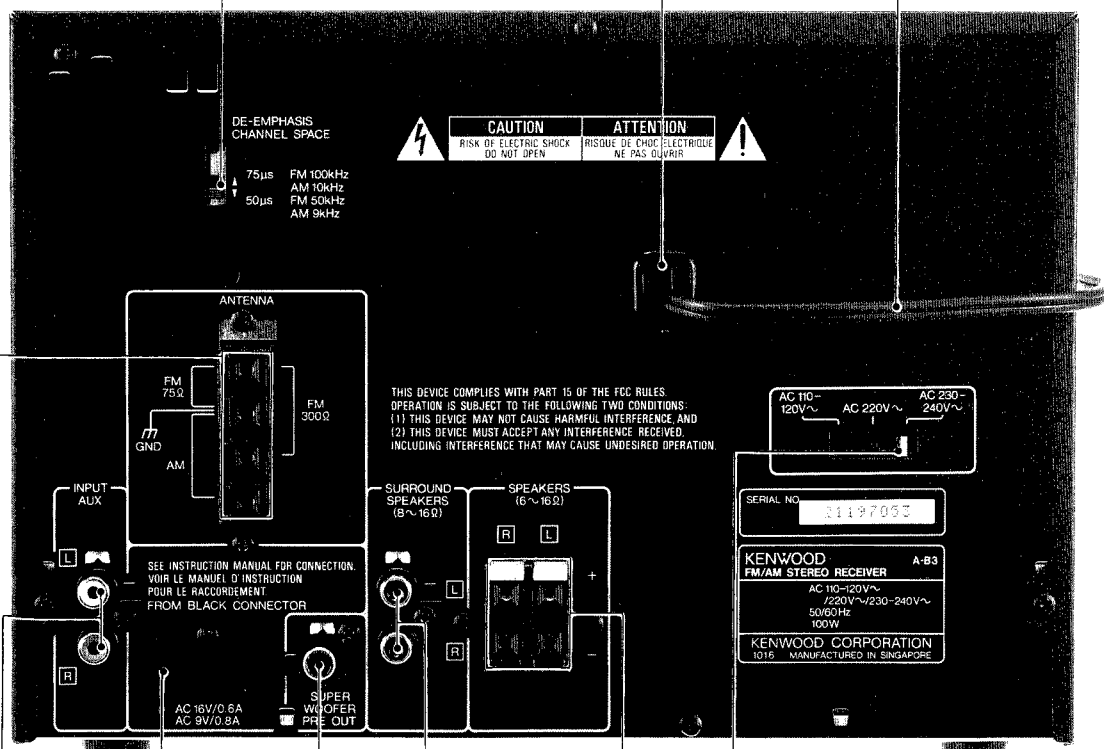 DE-EMPHASIS
CHANNEL SPACE
75µs FM 100kHz
AM 10kHz
50µs FM 50kHz
AM 9kHz
CAUTION
RISK OF ELECTRIC SHOCK
DO NOT OPEN
ATTENTION
RISQUE DE CHOC ELECTRIQUE
NE PAS OUVRIR
ANTENNA
FM
75Ω
GND
AM
FM
300Ω
THIS DEVICE COMPLIES WITH PART 15 OF THE FCC RULES.
OPERATION IS SUBJECT TO THE FOLLOWING TWO CONDITIONS:
(1) THIS DEVICE MAY NOT CAUSE HARMFUL INTERFERENCE, AND
(2) THIS DEVICE MUST ACCEPT ANY INTERFERENCE RECEIVED,
INCLUDING INTERFERENCE THAT MAY CAUSE UNDESIRED OPERATION.
AC 110-
120V~
AC 220V~
AC 230-
240V~
INPUT
AUX
L
R
SEE INSTRUCTION MANUAL FOR CONNECTION.
VOIR LE MANUEL D'INSTRUCTION
POUR LE RACCORDEMENT.
FROM BLACK CONNECTOR
AC 16V/0.6A
AC 9V/0.8A
SUPER
WOOFER
PRE OUT
SURROUND
SPEAKERS
(8~16Ω)
L
R
SPEAKERS
(6~16Ω)
R L
+
-
SERIAL NO.
21197053
KENWOOD A-B3
FM/AM STEREO RECEIVER
AC 110-120V~
/220V~/230-240V~
50/60Hz
100W
KENWOOD CORPORATION
1016 MANUFACTURED IN SINGAPORE